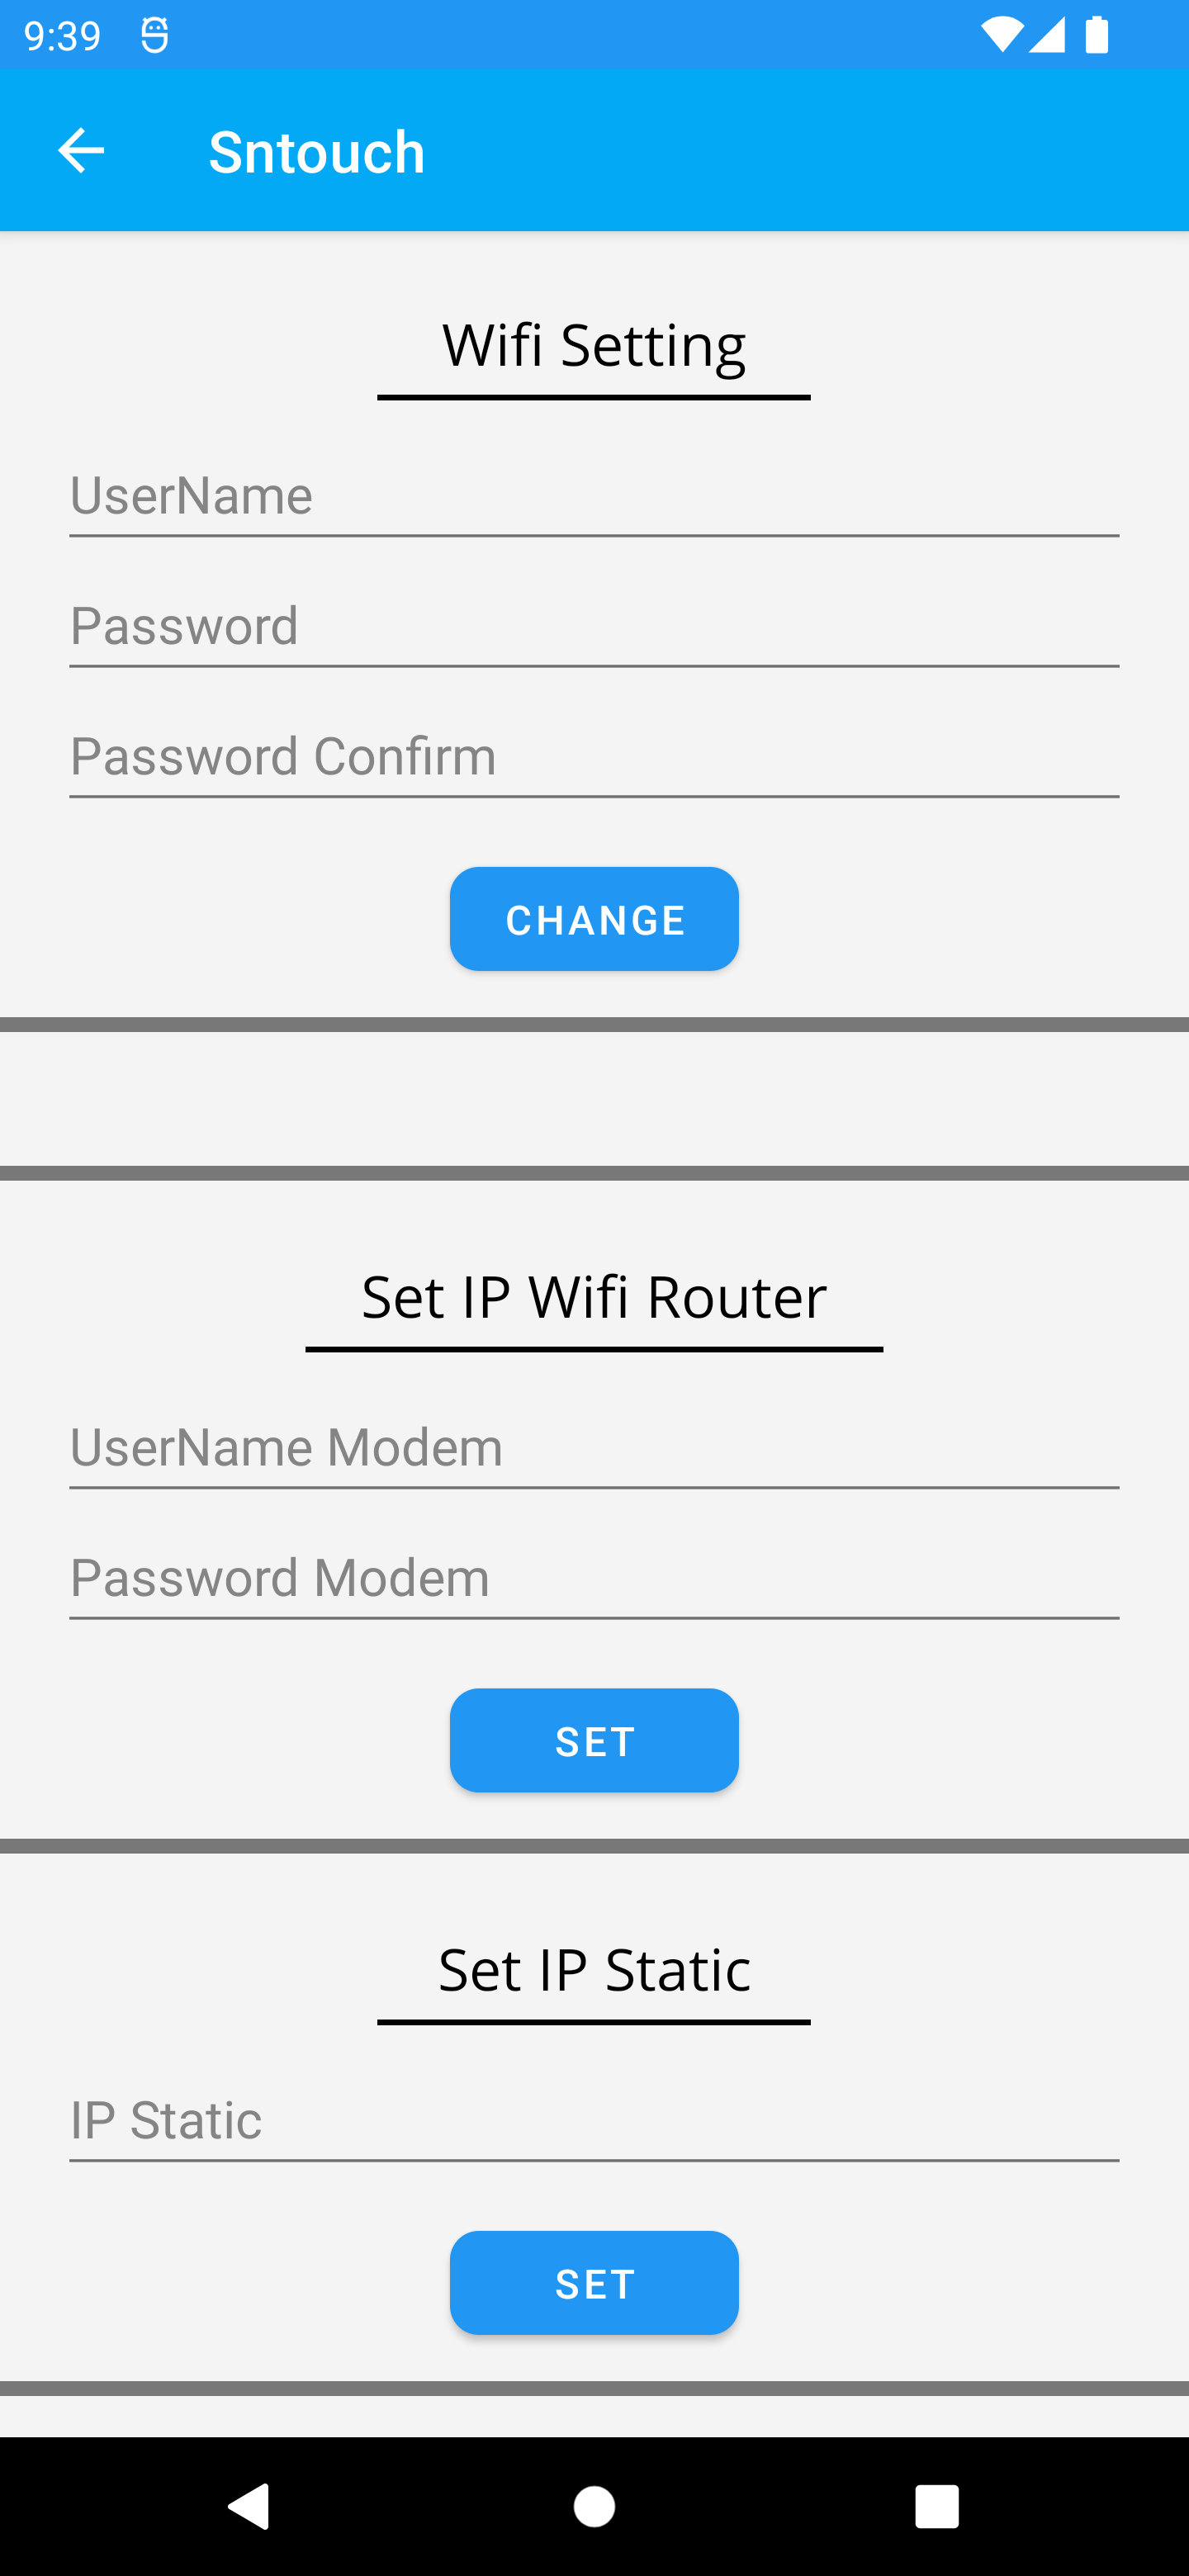 9:39
Sntouch
Wifi Setting
UserName
Password
Password Confirm
CHANGE
Set IP Wifi Router
UserName Modem
Password Modem
SET
Set IP Static
IP Static
SET